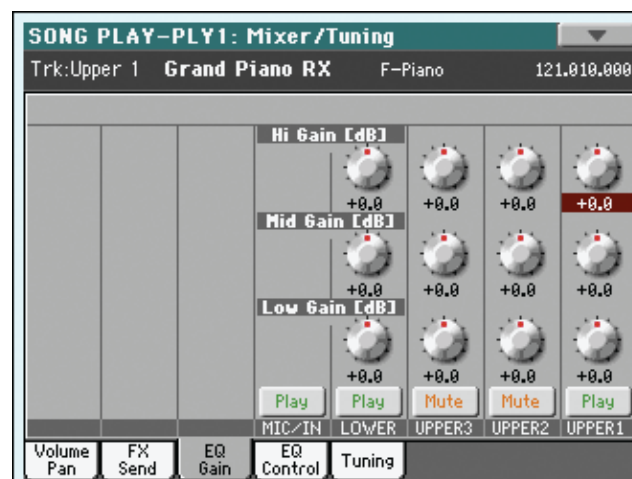 SONG PLAY-PLY1: Mixer/Tuning
Trk:Upper 1 Grand Piano RX F-Piano 121.010.000
Hi Gain [dB]
+0.0 +0.0 +0.0 +0.0
Mid Gain [dB]
+0.0 +0.0 +0.0 +0.0
Low Gain [dB]
+0.0 +0.0 +0.0 +0.0
Play Play Mute Mute Play
MIC/IN LOWER UPPER3 UPPER2 UPPER1
Volume Pan FX Send EQ Gain EQ Control Tuning